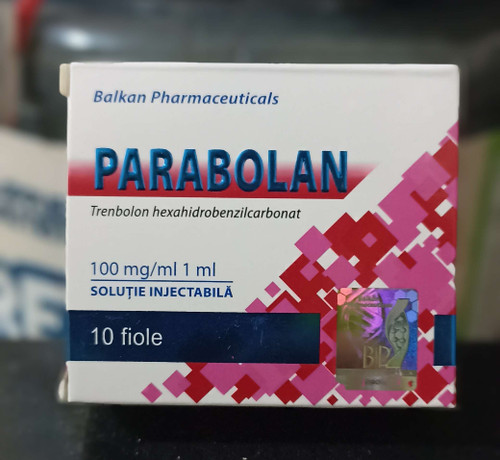 Balkan Pharmaceuticals
PARABOLAN
Trenbolon hexahidrobenzilcarbonat
100 mg/ml 1 ml
SOLUȚIE INJECTABILĂ
10 fiole